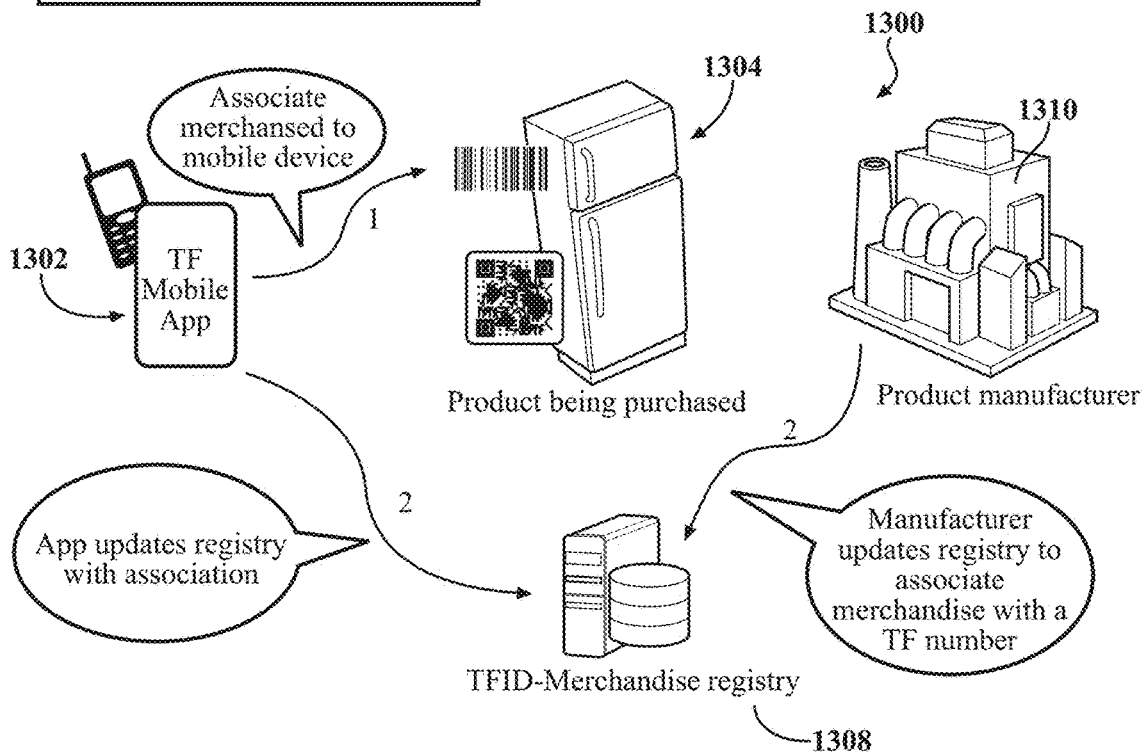 1300
1304
1310
Associate
merchansed to
mobile device
1
1302
TF
Mobile
App
Product being purchased
Product manufacturer
2
2
App updates registry
with association
Manufacturer
updates registry to
associate
merchandise with a
TF number
TFID-Merchandise registry
1308